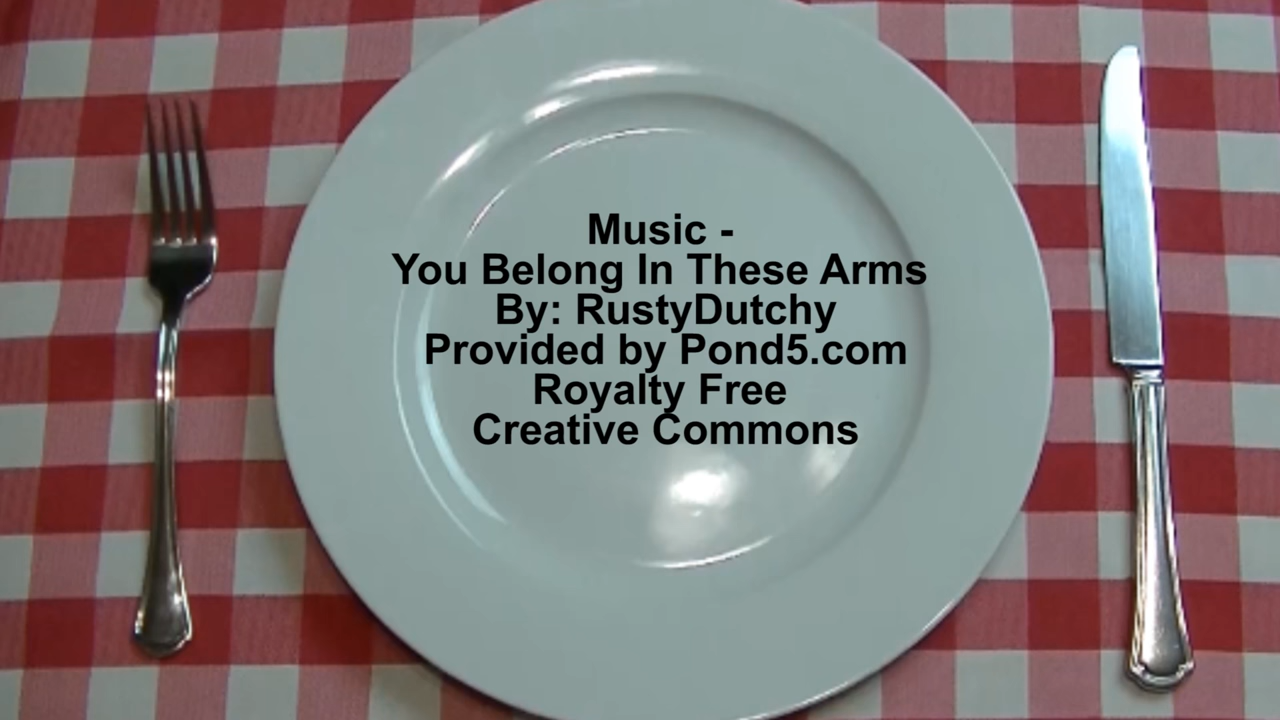 Music -
You Belong In These Arms
By: RustyDutchy
Provided by Pond5.com
Royalty Free
Creative Commons